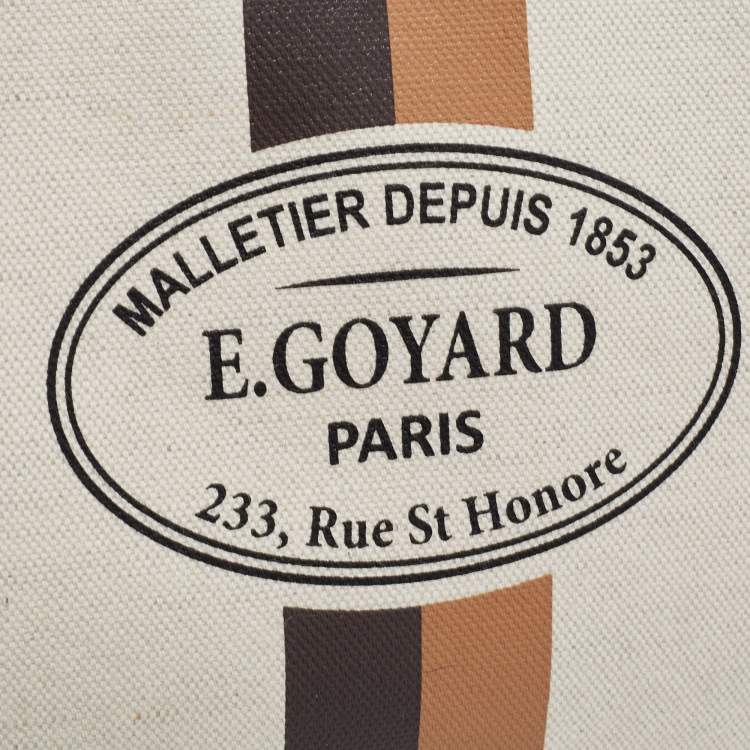 MALLETIER DEPUIS 1853
E.GOYARD
PARIS
233, Rue St Honore